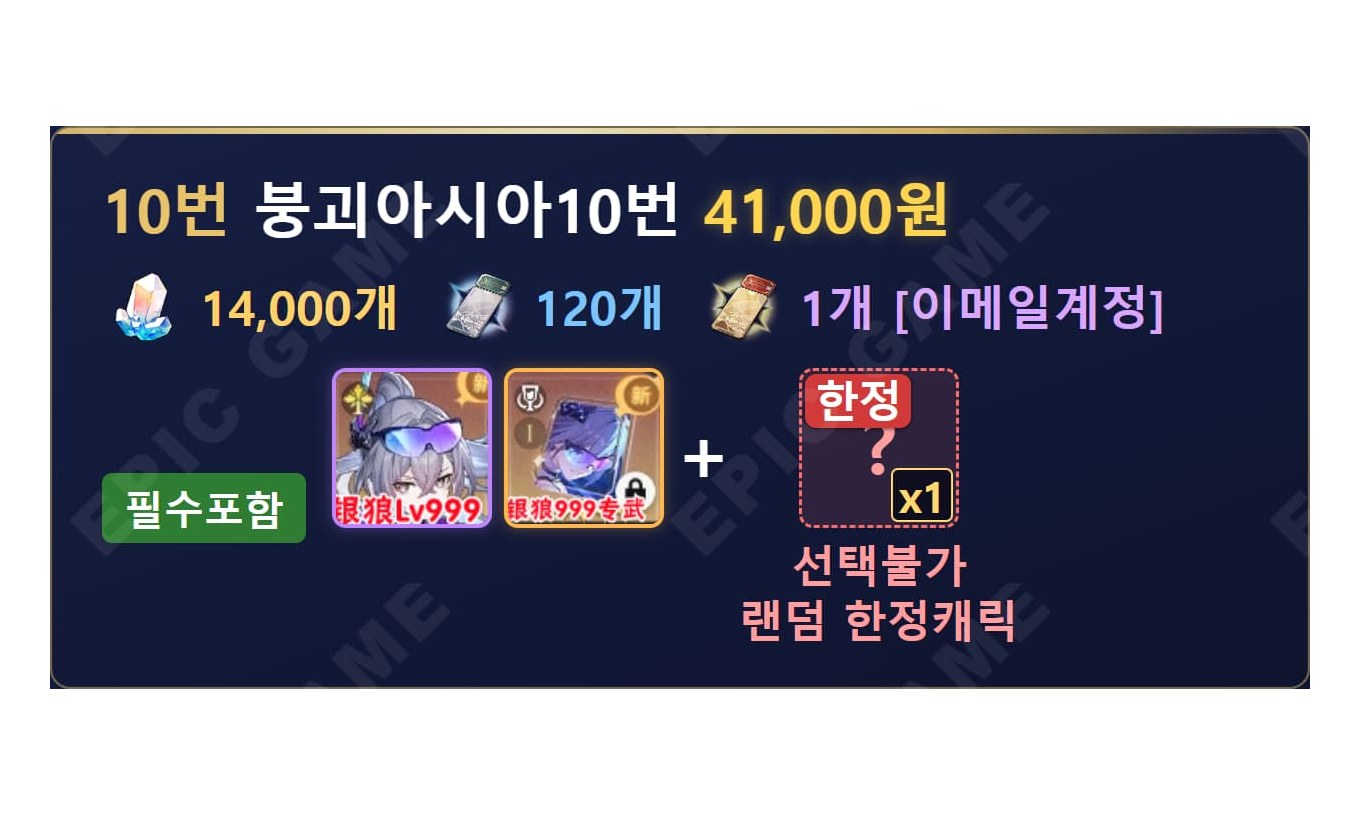 10번 붕괴아시아10번 41,000원
14,000개 120개 1개 [이메일계정]
新 新
银狼Lv999 银狼999专武
필수포함
+
한정
?
x1
선택불가
랜덤 한정캐릭
EPIC GAME